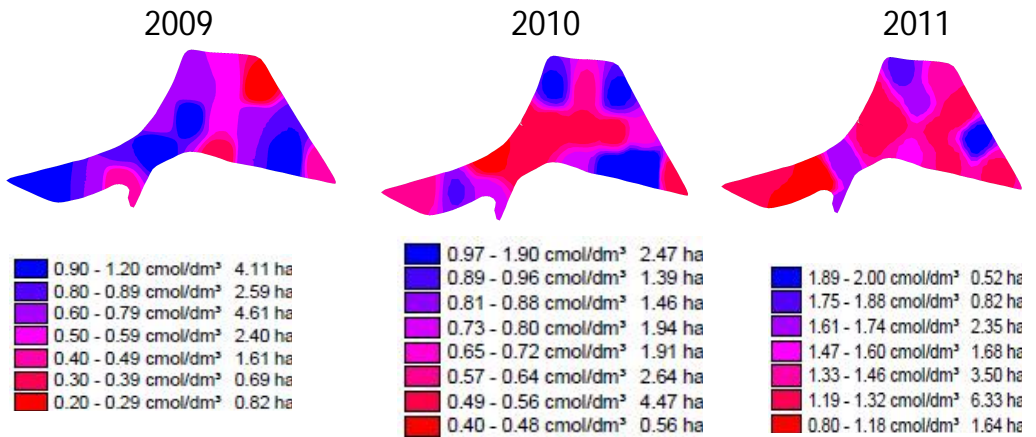 2009
2010
2011
0.90 - 1.20 cmol/dm³ 4.11 ha
0.80 - 0.89 cmol/dm³ 2.59 ha
0.60 - 0.79 cmol/dm³ 4.61 ha
0.50 - 0.59 cmol/dm³ 2.40 ha
0.40 - 0.49 cmol/dm³ 1.61 ha
0.30 - 0.39 cmol/dm³ 0.69 ha
0.20 - 0.29 cmol/dm³ 0.82 ha
0.97 - 1.90 cmol/dm³ 2.47 ha
0.89 - 0.96 cmol/dm³ 1.39 ha
0.81 - 0.88 cmol/dm³ 1.46 ha
0.73 - 0.80 cmol/dm³ 1.94 ha
0.65 - 0.72 cmol/dm³ 1.91 ha
0.57 - 0.64 cmol/dm³ 2.64 ha
0.49 - 0.56 cmol/dm³ 4.47 ha
0.40 - 0.48 cmol/dm³ 0.56 ha
1.89 - 2.00 cmol/dm³ 0.52 ha
1.75 - 1.88 cmol/dm³ 0.82 ha
1.61 - 1.74 cmol/dm³ 2.35 ha
1.47 - 1.60 cmol/dm³ 1.68 ha
1.33 - 1.46 cmol/dm³ 3.50 ha
1.19 - 1.32 cmol/dm³ 6.33 ha
0.80 - 1.18 cmol/dm³ 1.64 ha